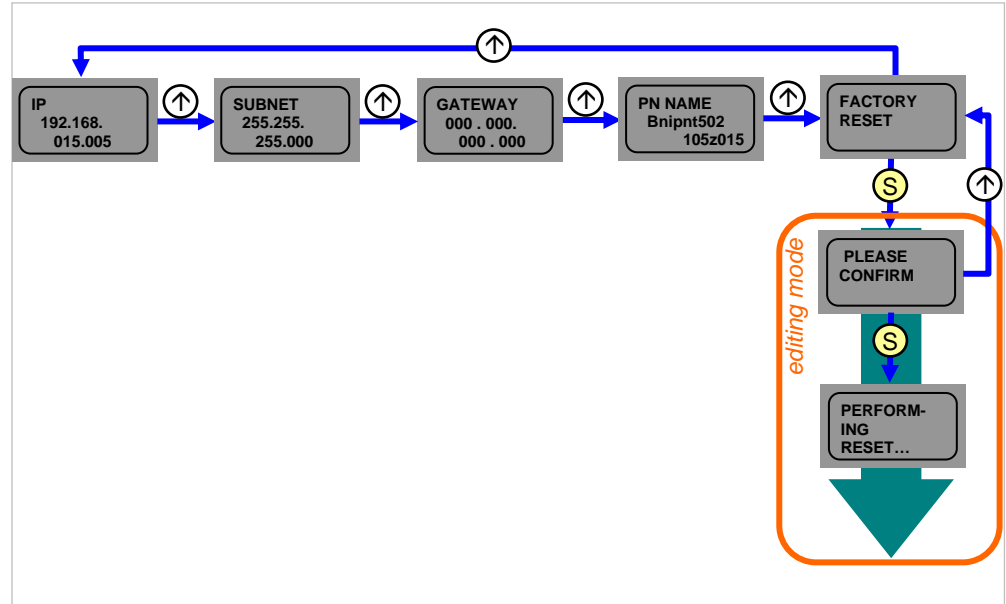 ↑
IP
192.168.
015.005
↑
SUBNET
255.255.
255.000
↑
GATEWAY
000 . 000.
000 . 000
↑
PN NAME
Bnipnt502
105z015
↑
FACTORY
RESET
S
↑
editing mode
PLEASE
CONFIRM
S
PERFORM-
ING
RESET...